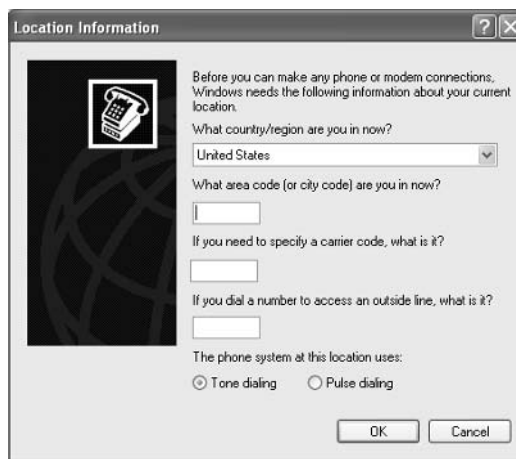 Location Information
Before you can make any phone or modem connections,
Windows needs the following information about your current
location.
What country/region are you in now?
United States
What area code (or city code) are you in now?
If you need to specify a carrier code, what is it?
If you dial a number to access an outside line, what is it?
The phone system at this location uses:
Tone dialing Pulse dialing
OK Cancel